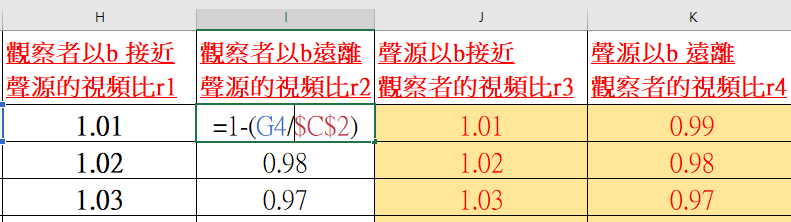 H I J K
觀察者以b 接近 觀察者以b遠離 聲源以b接近 聲源以b 遠離
聲源的視頻比r1 聲源的視頻比r2 觀察者的視頻比r3 觀察者的視頻比r4
1.01 =1-(G4/$C$2) 1.01 0.99
1.02 0.98 1.02 0.98
1.03 0.97 1.03 0.97